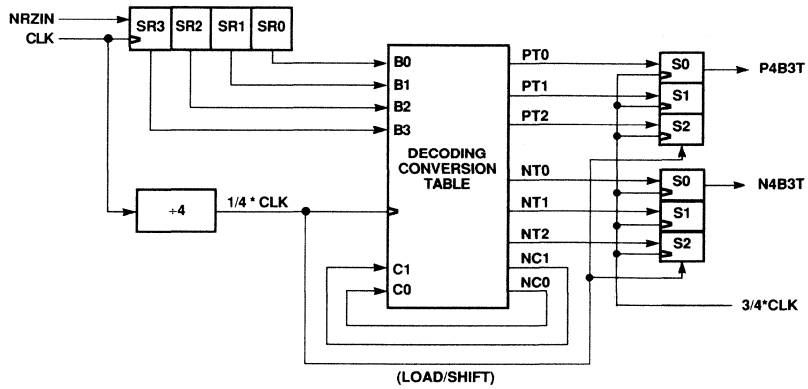 NRZIN
CLK
SR3 SR2 SR1 SR0
B0
B1
B2
B3
DECODING
CONVERSION
TABLE
C1
C0
PT0
PT1
PT2
NT0
NT1
NT2
NC1
NC0
S0
S1
S2
P4B3T
S0
S1
S2
N4B3T
÷4
1/4 * CLK
3/4*CLK
(LOAD/SHIFT)